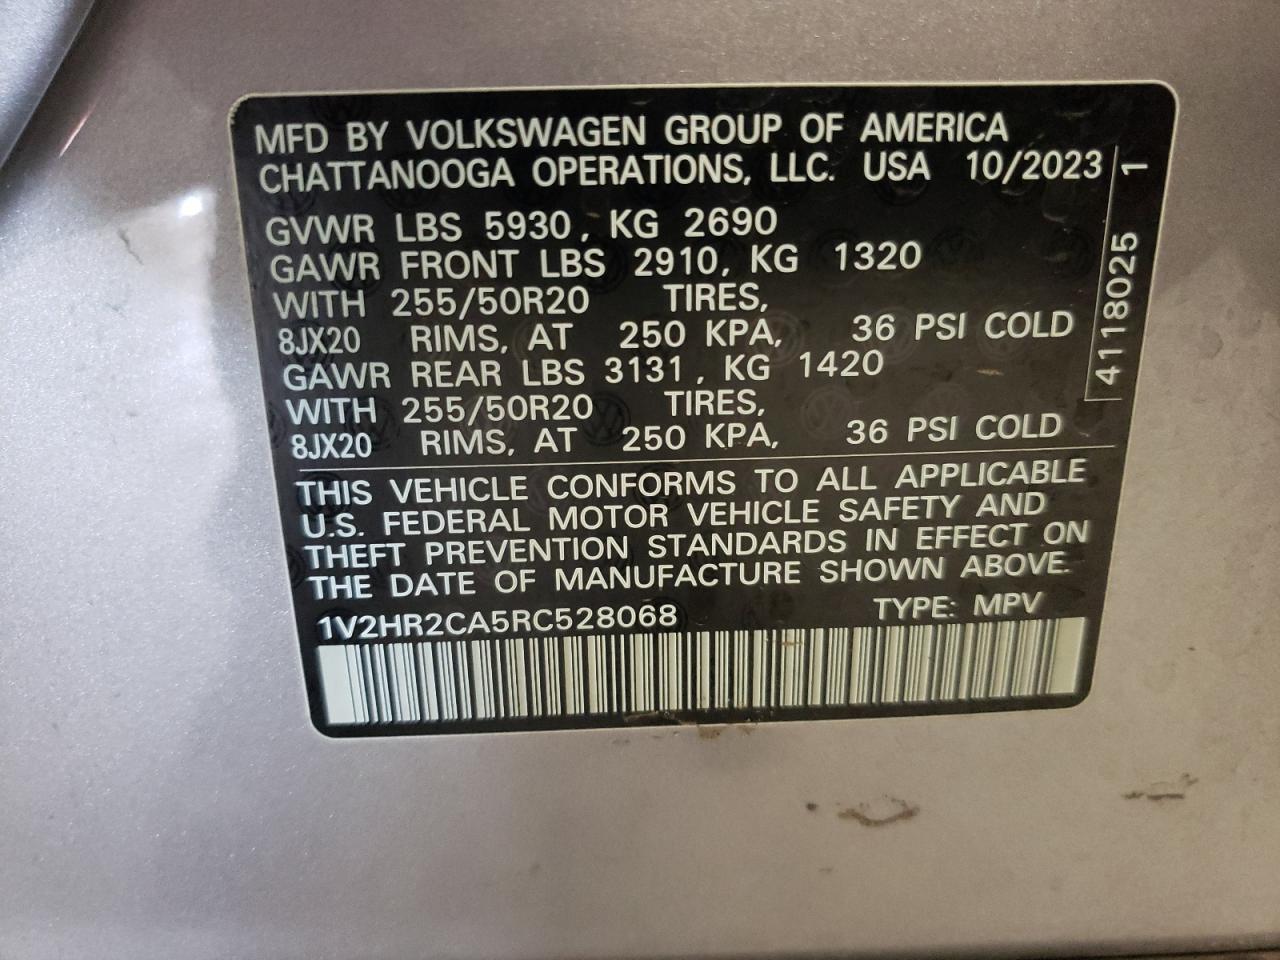 MFD BY VOLKSWAGEN GROUP OF AMERICA
CHATTANOOGA OPERATIONS, LLC. USA 10/2023
GVWR LBS 5930, KG 2690
GAWR FRONT LBS 2910, KG 1320
WITH 255/50R20 TIRES,
8JX20 RIMS, AT 250 KPA, 36 PSI COLD
GAWR REAR LBS 3131, KG 1420
WITH 255/50R20 TIRES,
8JX20 RIMS, AT 250 KPA, 36 PSI COLD
THIS VEHICLE CONFORMS TO ALL APPLICABLE
U.S. FEDERAL MOTOR VEHICLE SAFETY AND
THEFT PREVENTION STANDARDS IN EFFECT ON
THE DATE OF MANUFACTURE SHOWN ABOVE.
1V2HR2CA5RC528068 TYPE: MPV
4118025 1